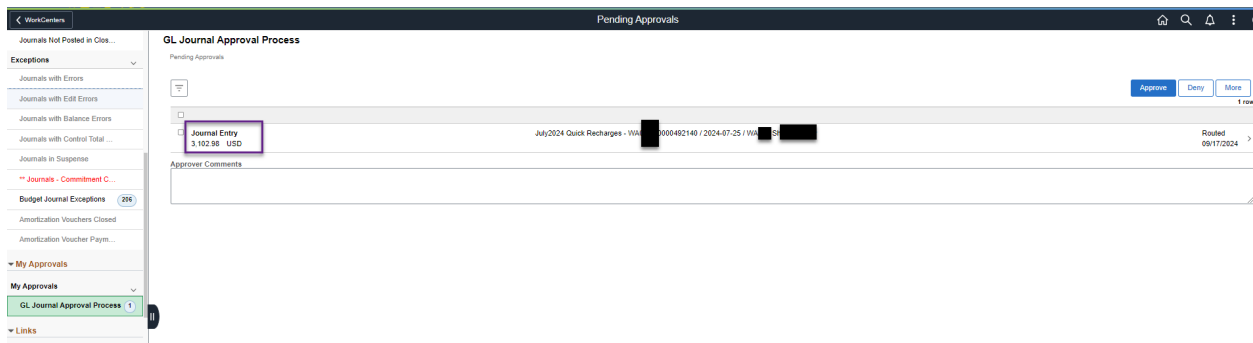 WorkCenters
Pending Approvals
Journals Not Posted in Clos...
Exceptions
Journals with Errors
Journals with Edit Errors
Journals with Balance Errors
Journals with Control Total ...
Journals in Suspense
** Journals - Commitment C...
Budget Journal Exceptions 206
Amortization Vouchers Closed
Amortization Voucher Paym...
My Approvals
My Approvals
GL Journal Approval Process 1
Links
GL Journal Approval Process
Pending Approvals
Approve Deny More
1 row
Journal Entry July2024 Quick Recharges - WA 0000492140 / 2024-07-25 / WA Routed
3,102.98 USD 09/17/2024
Approver Comments